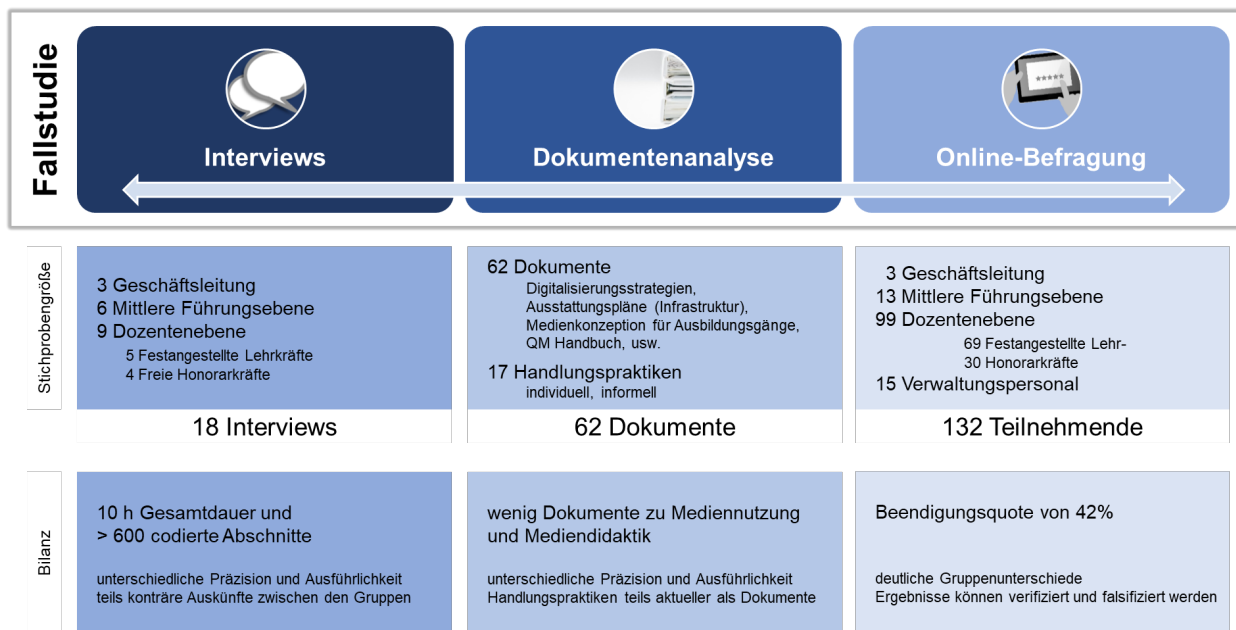 Fallstudie
Interviews
Dokumentenanalyse
*****
Online-Befragung
Stichprobengröße
3 Geschäftsleitung
6 Mittlere Führungsebene
9 Dozentenebene
5 Festangestellte Lehrkräfte
4 Freie Honorarkräfte
18 Interviews
62 Dokumente
Digitalisierungsstrategien,
Ausstattungspläne (Infrastruktur),
Medienkonzeption für Ausbildungsgänge,
QM Handbuch, usw.
17 Handlungspraktiken
individuell, informell
62 Dokumente
3 Geschäftsleitung
13 Mittlere Führungsebene
99 Dozentenebene
69 Festangestellte Lehr-
30 Honorarkräfte
15 Verwaltungspersonal
132 Teilnehmende
Bilanz
10 h Gesamtdauer und
> 600 codierte Abschnitte
unterschiedliche Präzision und Ausführlichkeit
teils konträre Auskünfte zwischen den Gruppen
wenig Dokumente zu Mediennutzung
und Mediendidaktik
unterschiedliche Präzision und Ausführlichkeit
Handlungspraktiken teils aktueller als Dokumente
Beendigungsquote von 42%
deutliche Gruppenunterschiede
Ergebnisse können verifiziert und falsifiziert werden